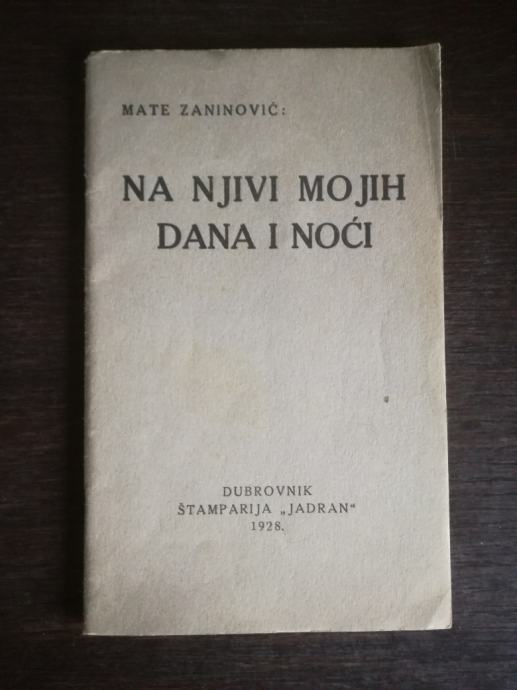 MATE ZANINOVIĆ:
NA NJIVI MOJIH
DANA I NOĆI
DUBROVNIK
ŠTAMPARIJA „JADRAN“
1928.